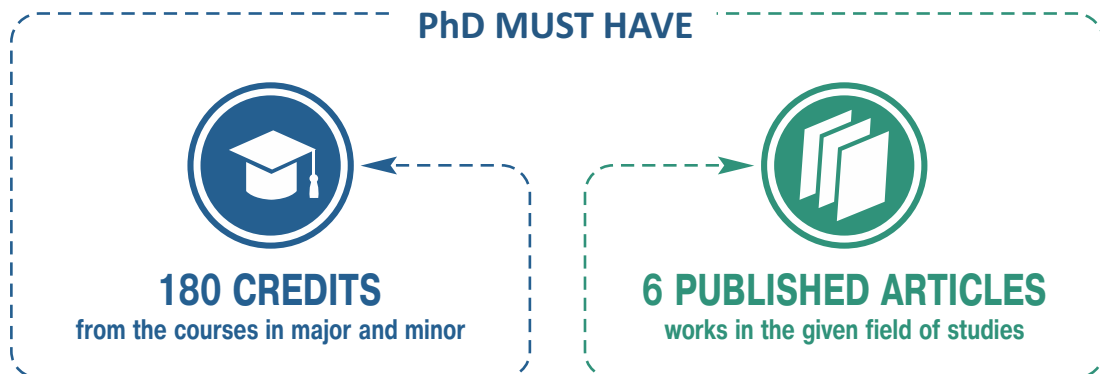 PhD MUST HAVE
180 CREDITS
from the courses in major and minor
6 PUBLISHED ARTICLES
works in the given field of studies